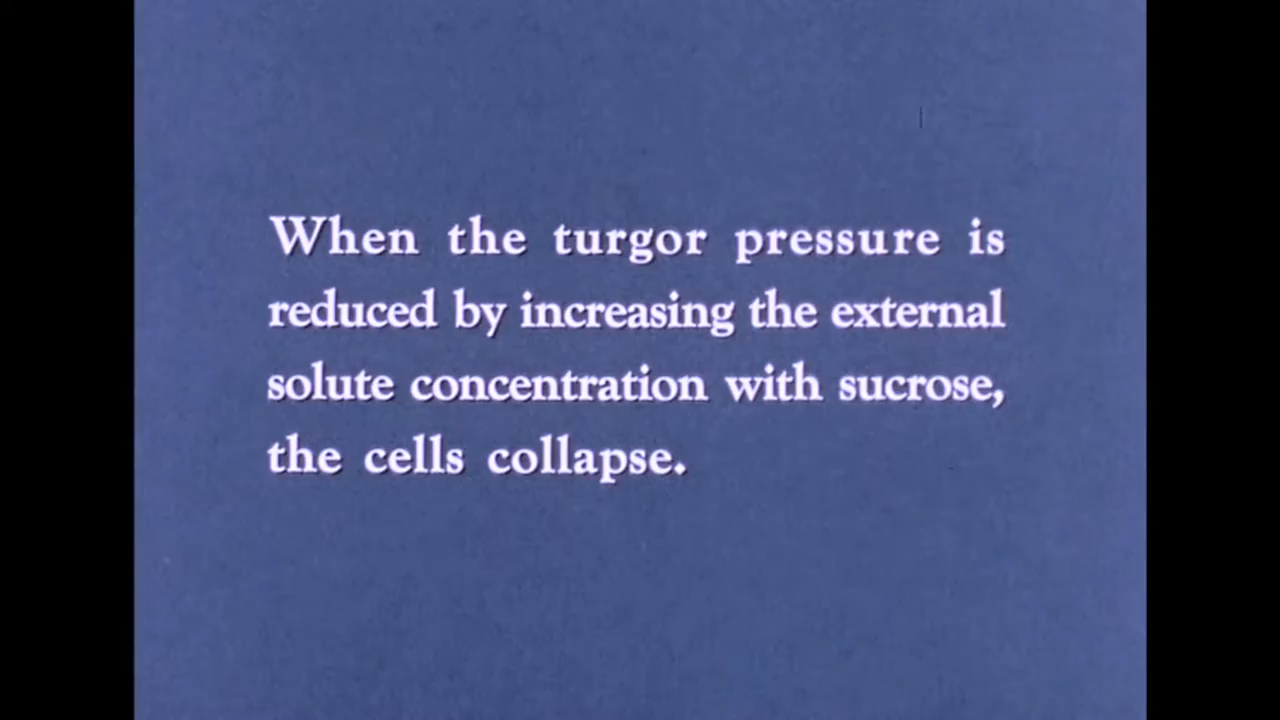 When the turgor pressure is
reduced by increasing the external
solute concentration with sucrose,
the cells collapse.